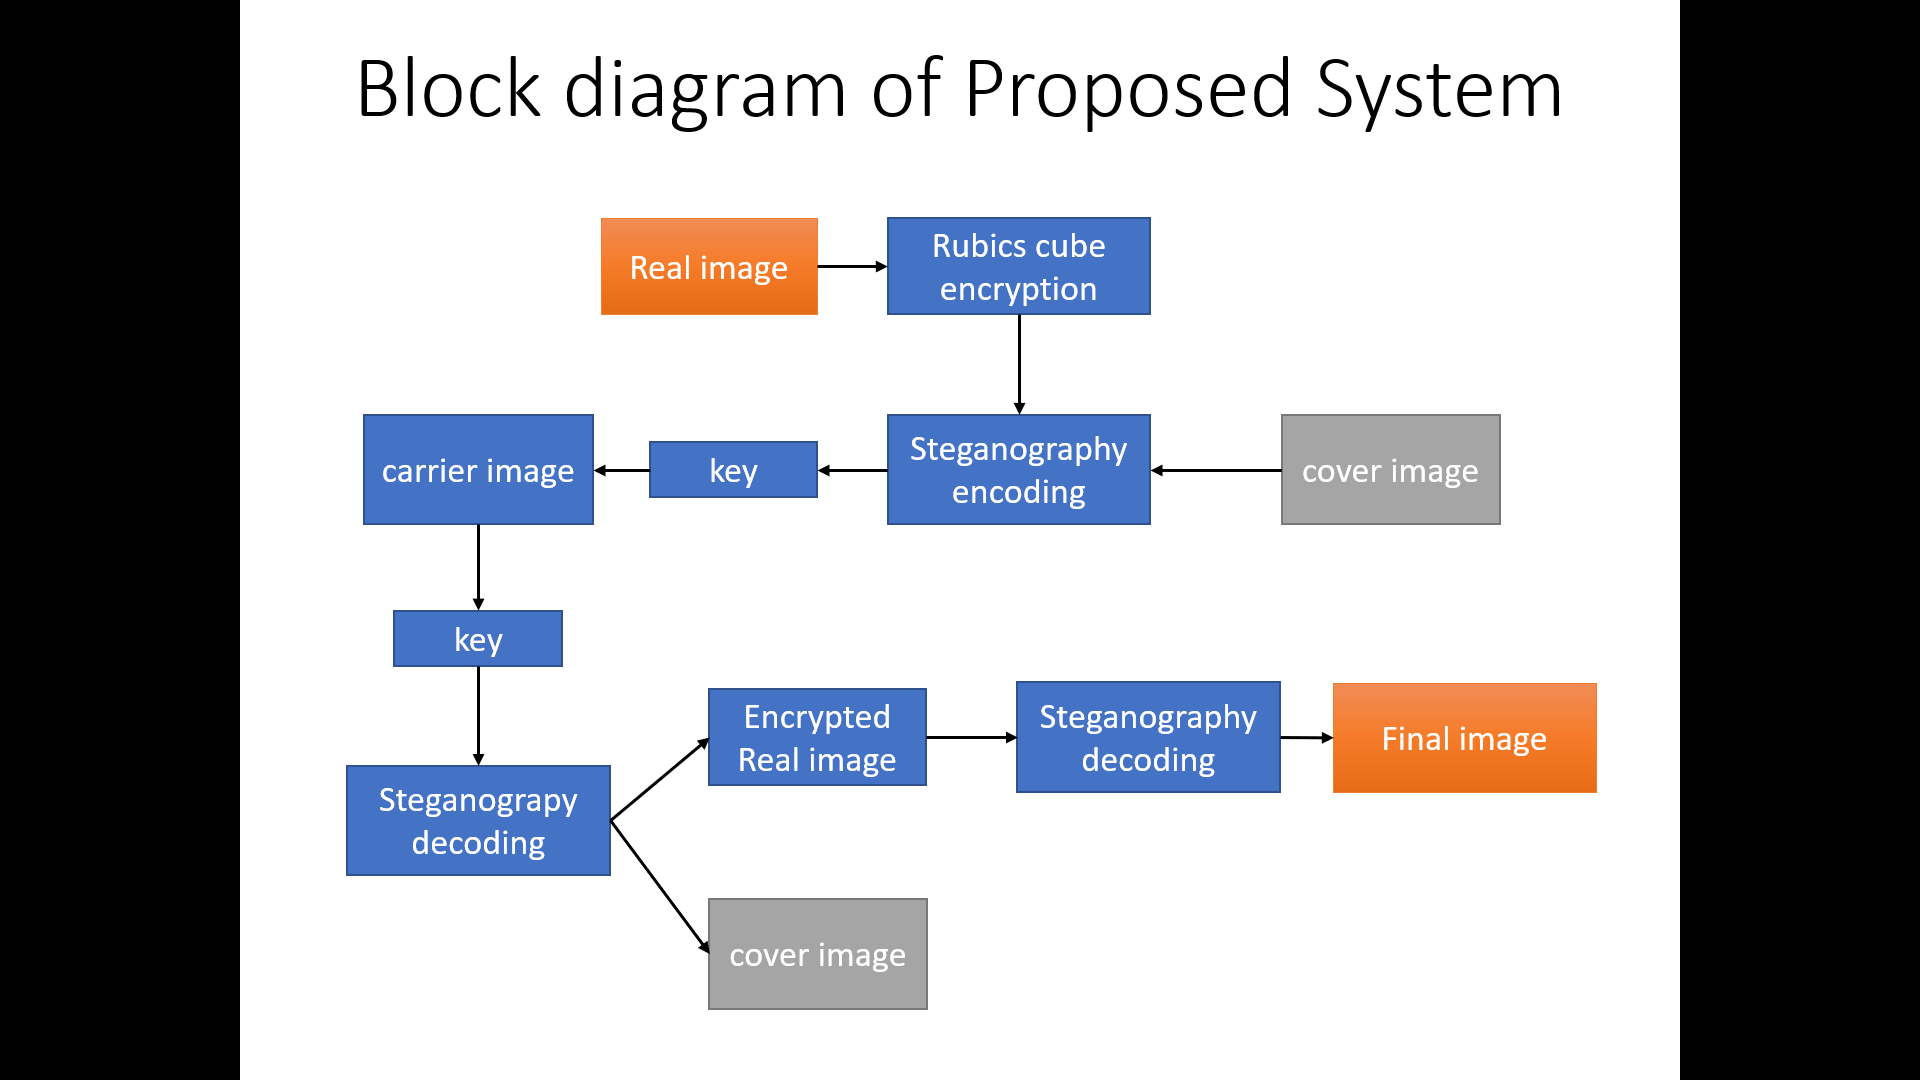 Block diagram of Proposed System
Real image
Rubics cube
encryption
carrier image
key
Steganography
encoding
cover image
key
Steganograpy
decoding
Encrypted
Real image
Steganography
decoding
Final image
cover image